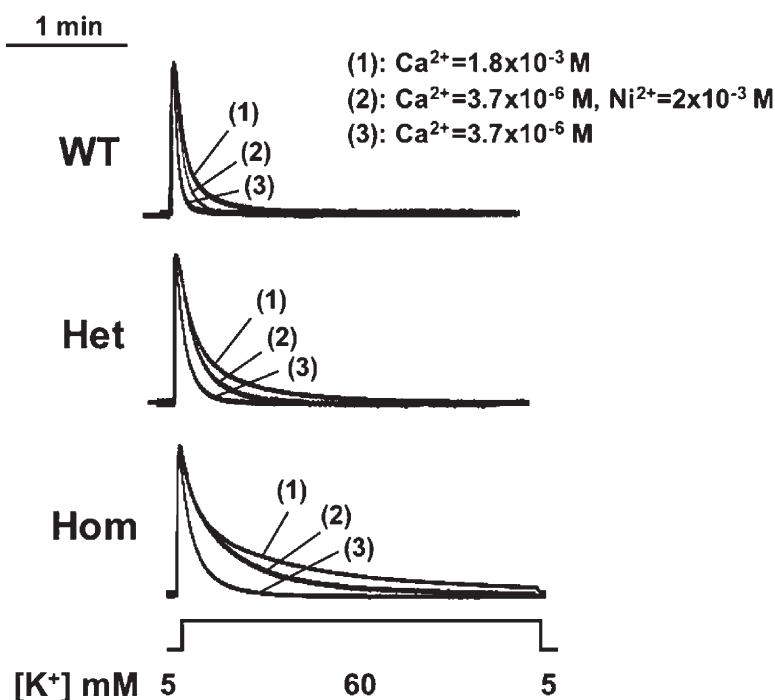 1 min
(1): Ca²⁺=1.8x10⁻³ M
(2): Ca²⁺=3.7x10⁻⁶ M, Ni²⁺=2x10⁻³ M
(3): Ca²⁺=3.7x10⁻⁶ M
WT
(1)
(2)
(3)
Het
(1)
(2)
(3)
Hom
(1)
(2)
(3)
[K⁺] mM 5 60 5